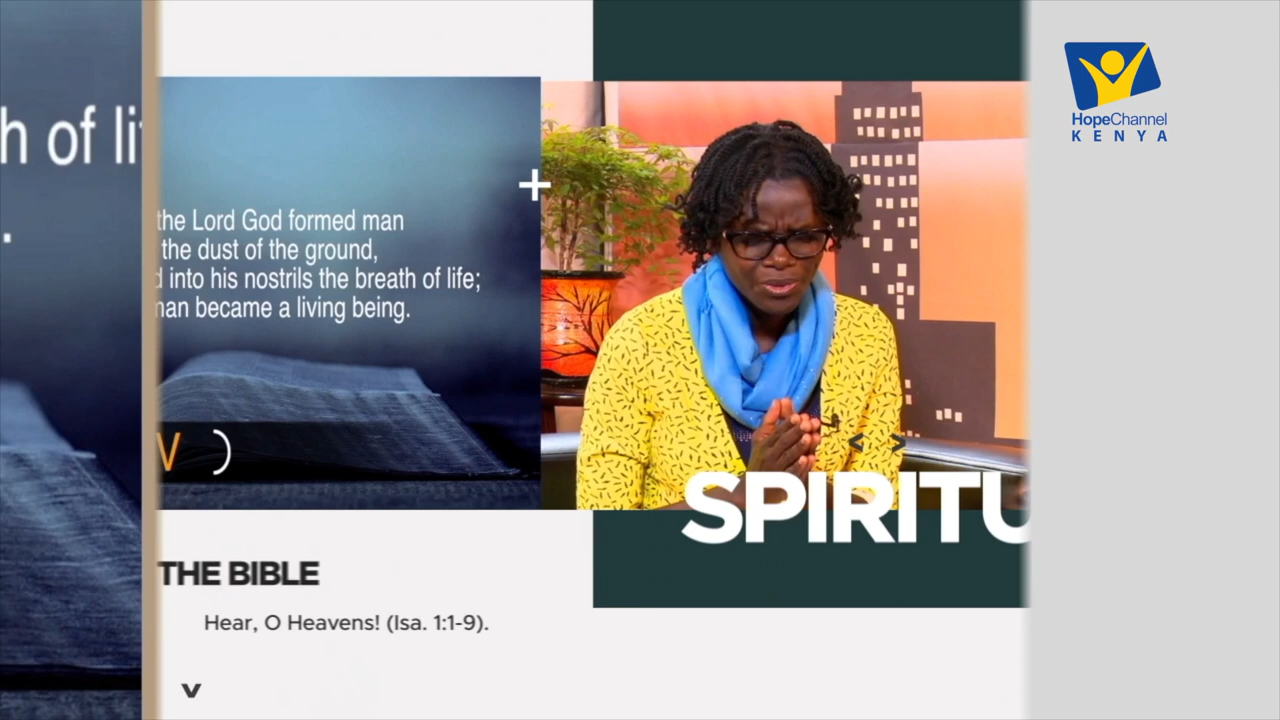 h of li
.
the Lord God formed man
the dust of the ground,
d into his nostrils the breath of life;
man became a living being.
V )
THE BIBLE
Hear, O Heavens! (Isa. 1:1-9).
V
+
< >
SPIRITU
HopeChannel
KENYA